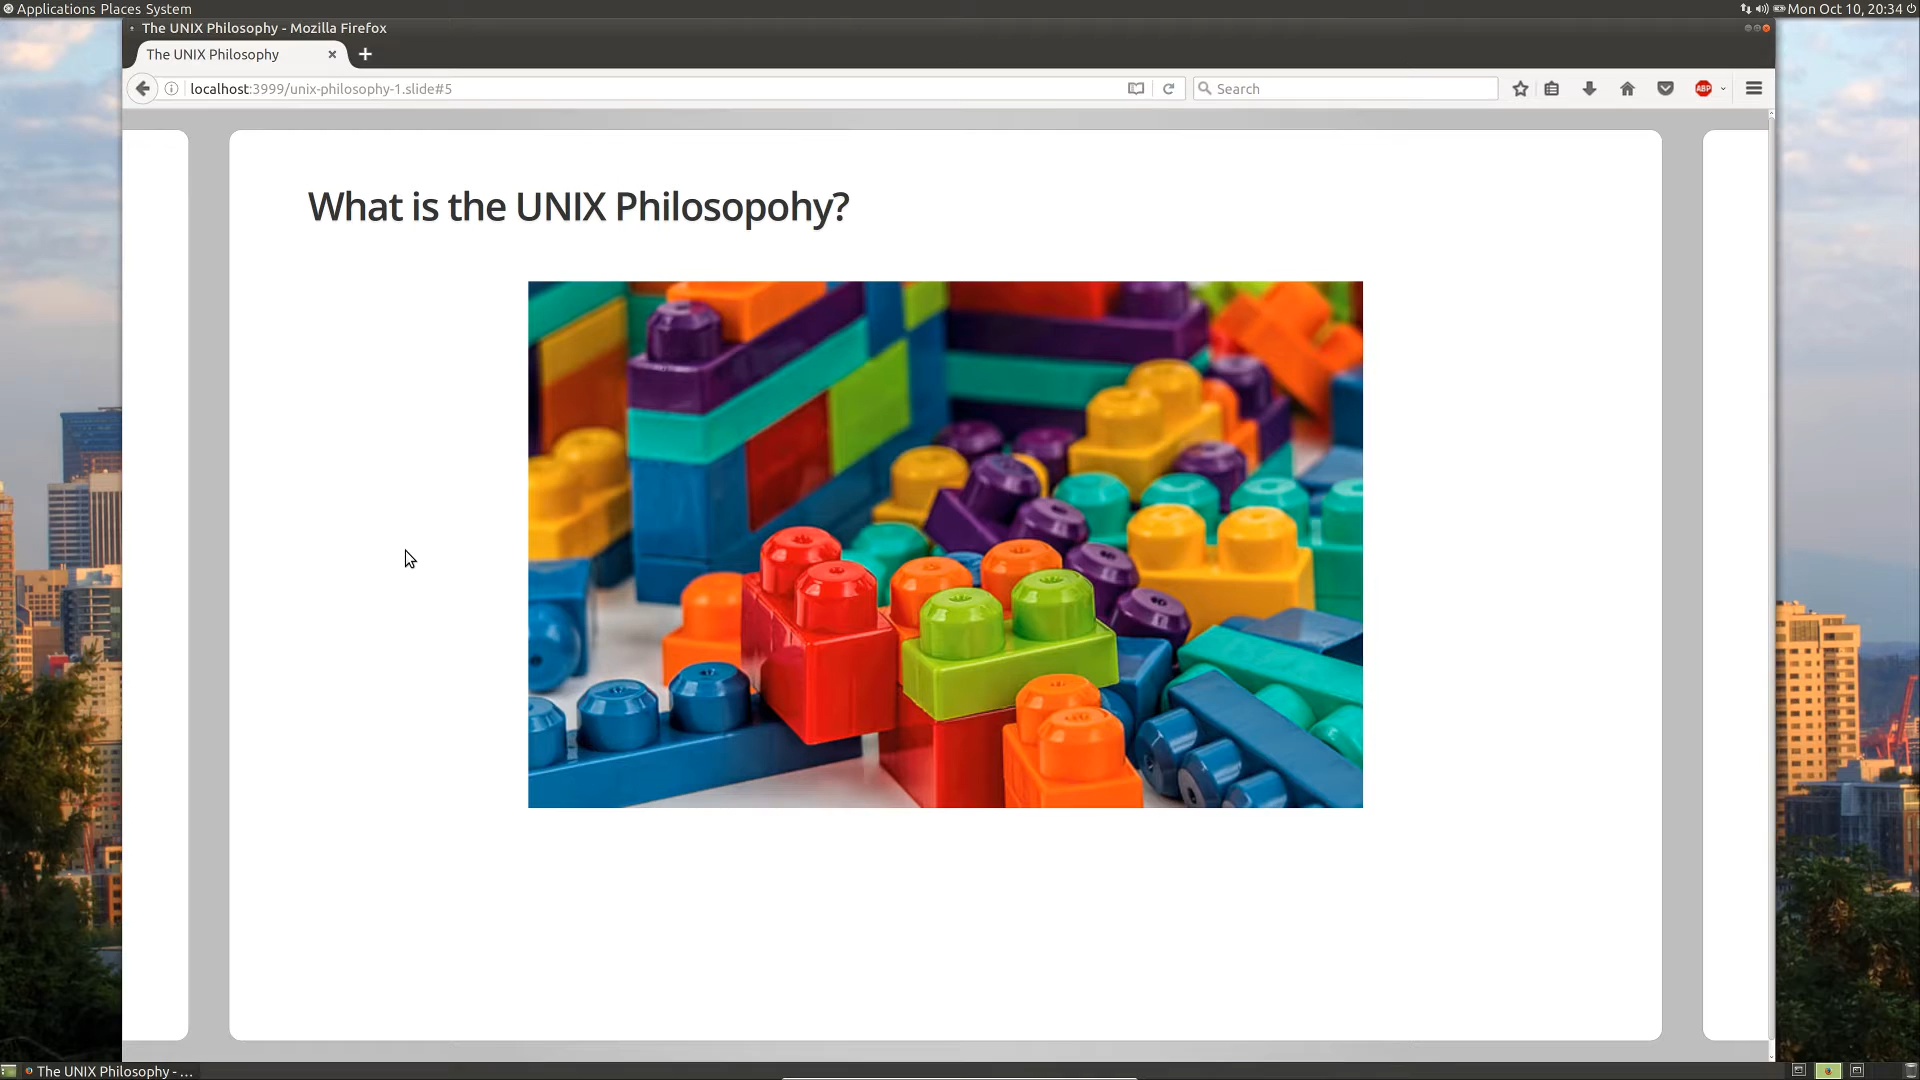 Applications Places System
Mon Oct 10, 20:34
The UNIX Philosophy - Mozilla Firefox
The UNIX Philosophy
localhost:3999/unix-philosophy-1.slide#5
Search
ABP
What is the UNIX Philosopohy?
The UNIX Philosophy - ...